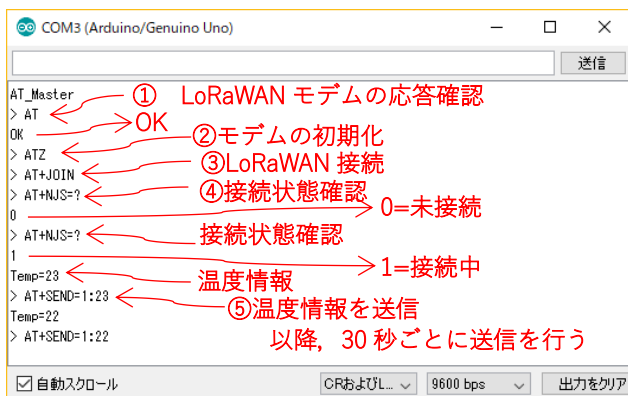 COM3 (Arduino/Genuino Uno)
送信
AT_Master
> AT
① LoRaWAN モデムの応答確認
OK
OK
> ATZ
②モデムの初期化
> AT+JOIN
③LoRaWAN 接続
> AT+NJS=?
④接続状態確認
0
0=未接続
> AT+NJS=?
接続状態確認
1
1=接続中
Temp=23
温度情報
> AT+SEND=1:23
⑤温度情報を送信
Temp=22
> AT+SEND=1:22
以降, 30 秒ごとに送信を行う
自動スクロール
CRおよびL...
9600 bps
出力をクリア